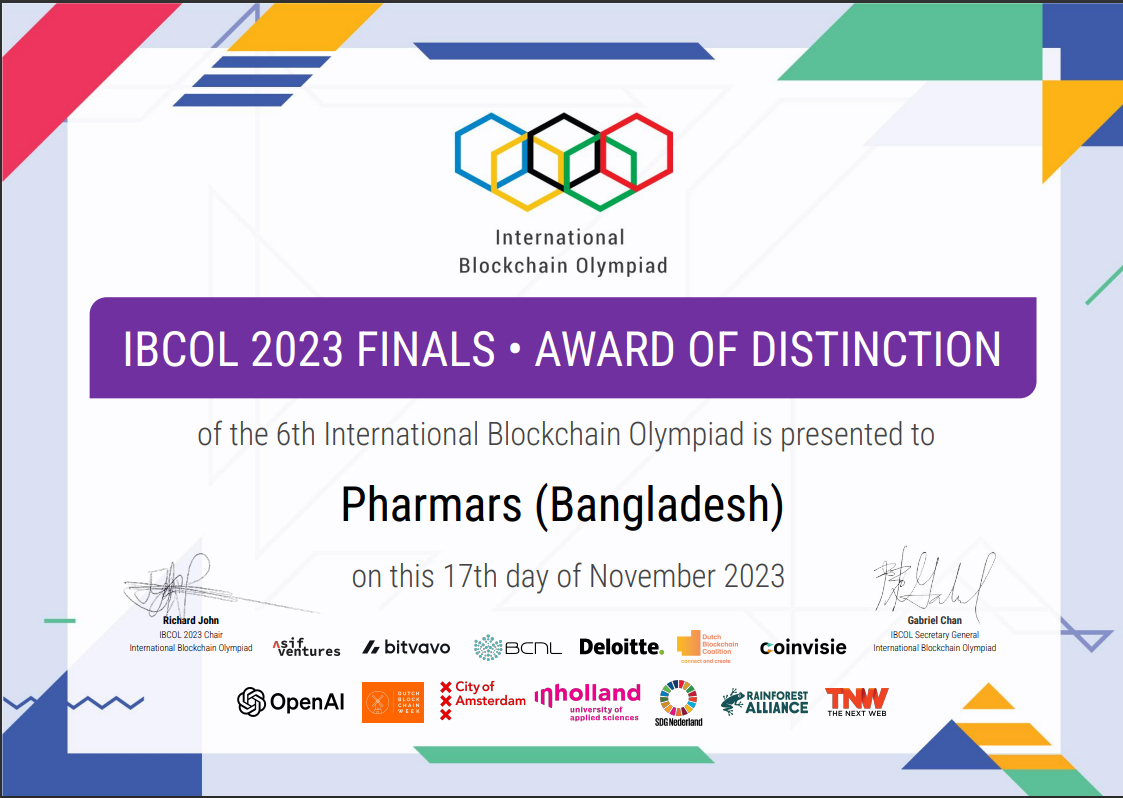 International
Blockchain Olympiad
IBCOL 2023 FINALS • AWARD OF DISTINCTION
of the 6th International Blockchain Olympiad is presented to
Pharmars (Bangladesh)
on this 17th day of November 2023
Richard John
IBCOL 2023 Chair
International Blockchain Olympiad
Gabriel Chan
IBCOL Secretary General
International Blockchain Olympiad
Asif
ventures
bitvavo
BCNL
Deloitte.
Dutch
Blockchain
Coalition
connect and create
coinvisie
OpenAI
DUTCH
BLOCK
CHAIN
WEEK
City of
Amsterdam
inholland
university of
applied sciences
SDG Nederland
RAINFOREST
ALLIANCE
TNW
THE NEXT WEB